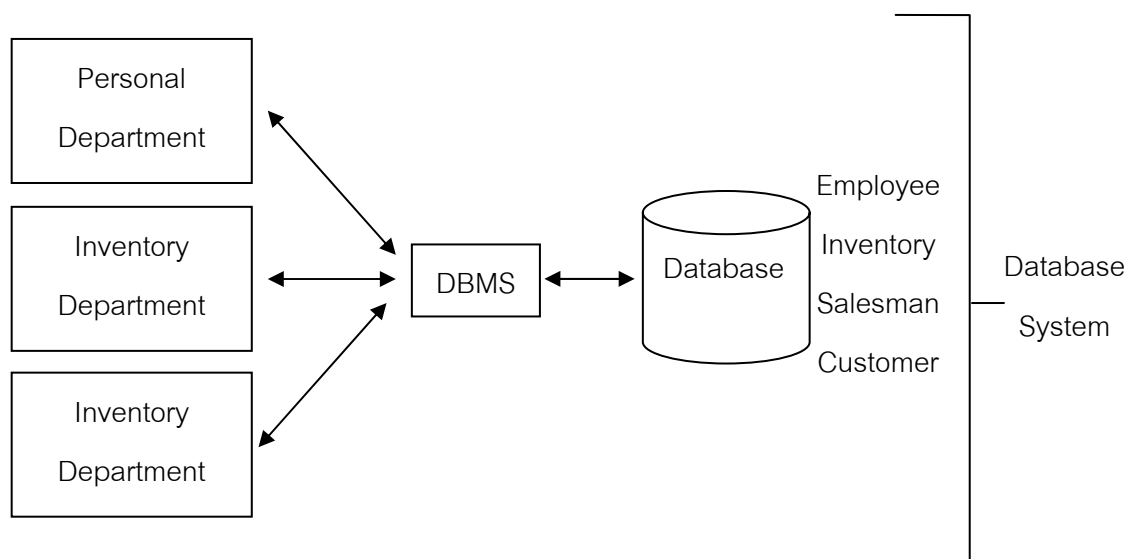 Personal
Department
Inventory
Department
Inventory
Department
DBMS
Database
Employee
Inventory
Salesman
Customer
Database
System